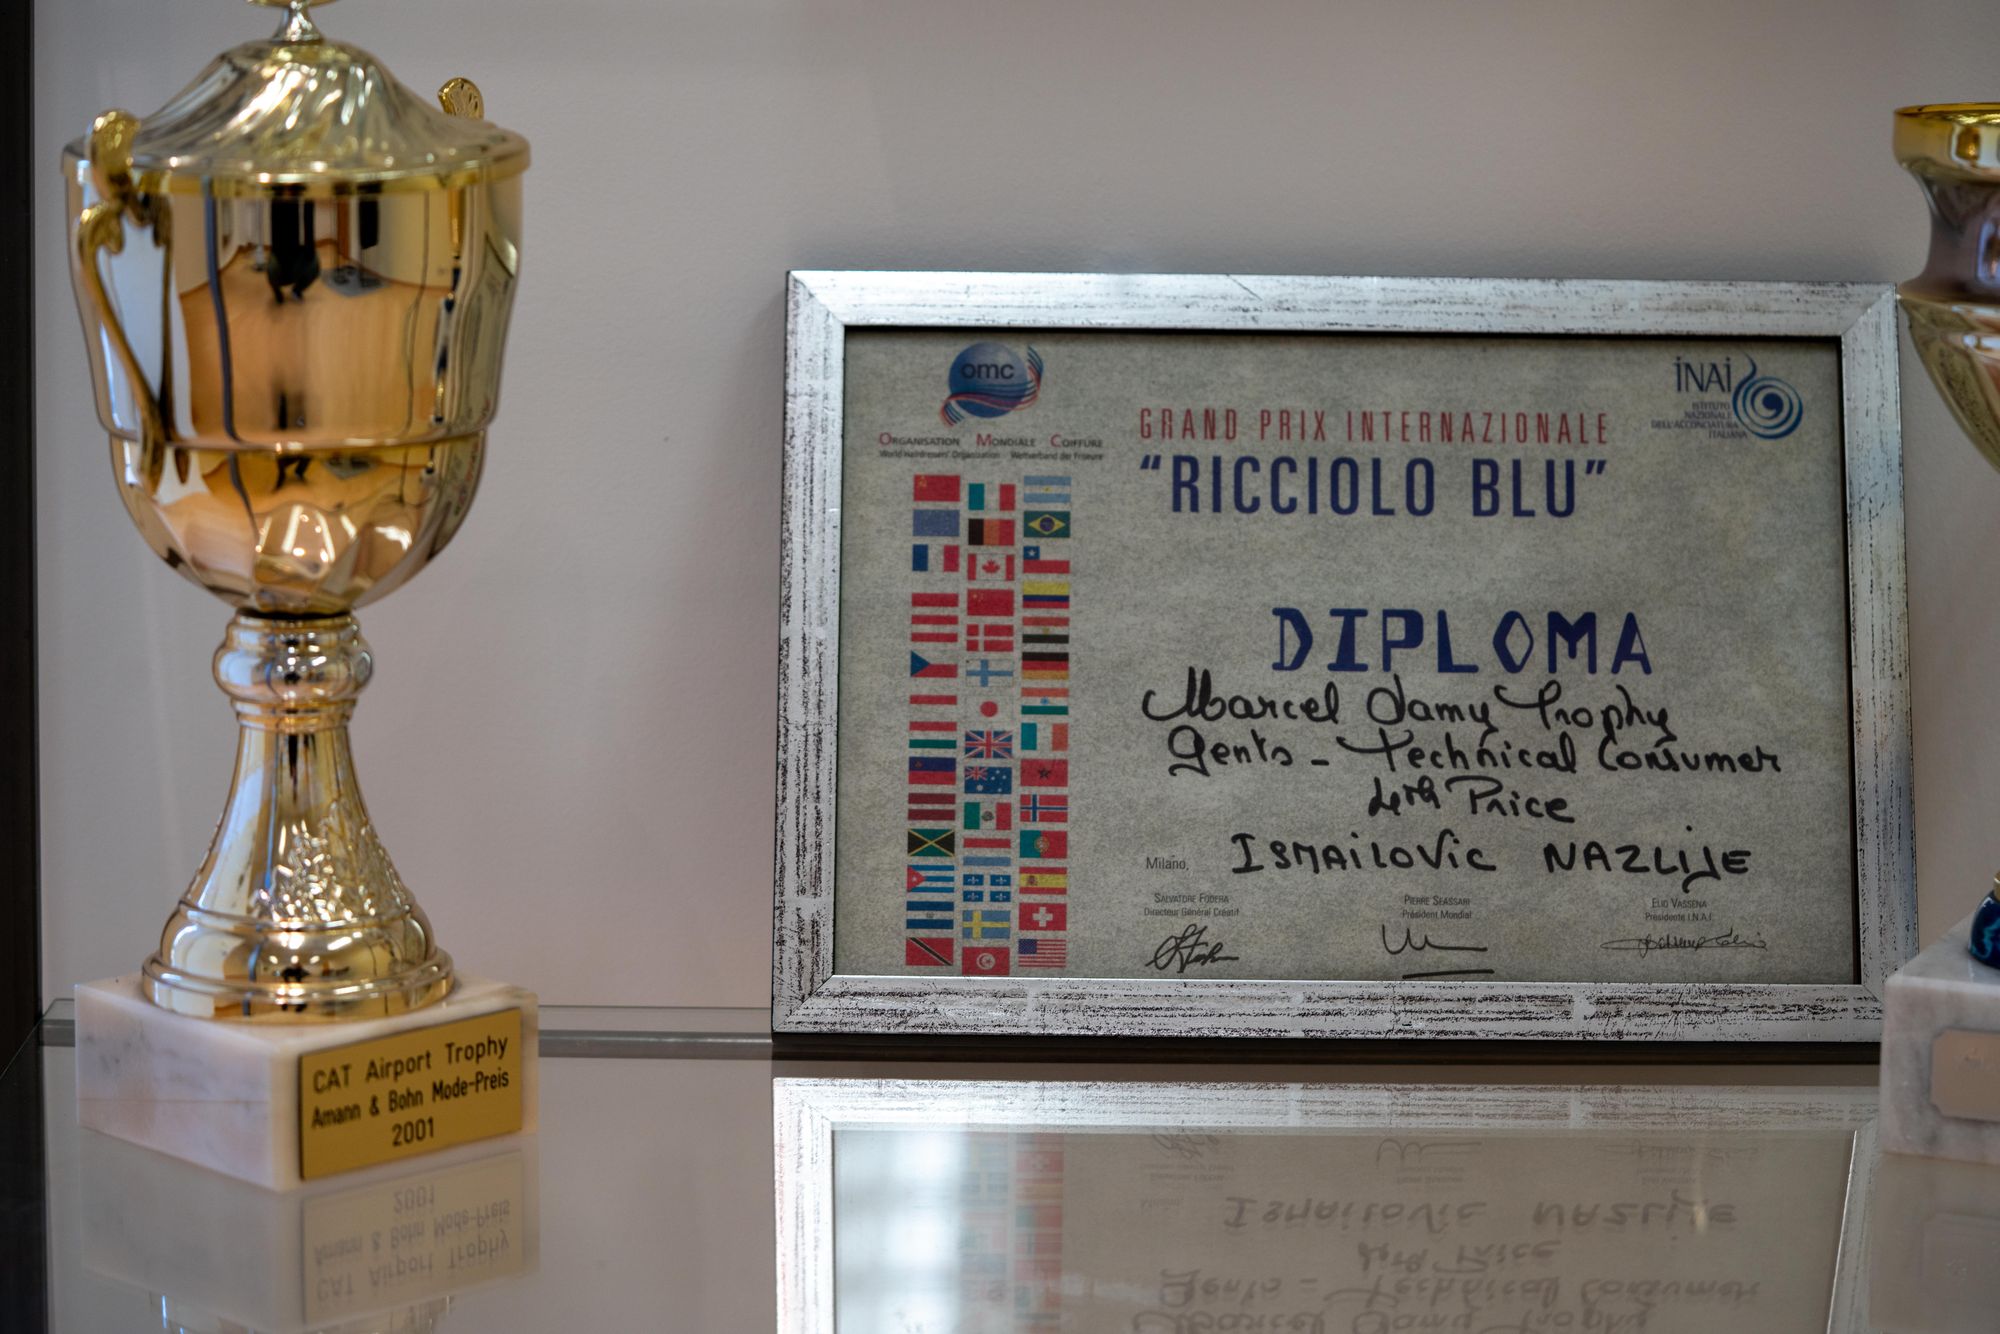 omc
ORGANISATION MONDIALE COIFFURE
World Hairdressers' Organization Weltverband der Friseure
GRAND PRIX INTERNAZIONALE
"RICCIOLO BLU"
INAI
ISTITUTO
NAZIONALE
DELL'ACCONCIATURA
ITALIANA
DIPLOMA
Marcel Damy Trophy
Gents - Technical Consumer
4th Price
Milano, ISMAILOVIC NAZLIJE
SALVATORE FODERA
Directeur Général Créatif
PIERRE SFASSARI
Président Mondial
ELIO VASSENA
Presidente I.N.A.I.
CAT Airport Trophy
Amann & Bohn Mode-Preis
2001